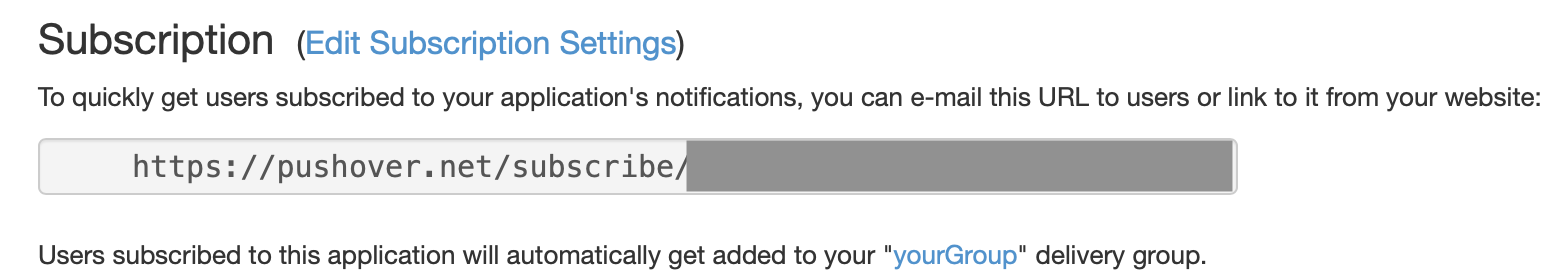 Subscription (Edit Subscription Settings)
To quickly get users subscribed to your application's notifications, you can e-mail this URL to users or link to it from your website:
https://pushover.net/subscribe/
Users subscribed to this application will automatically get added to your "yourGroup" delivery group.